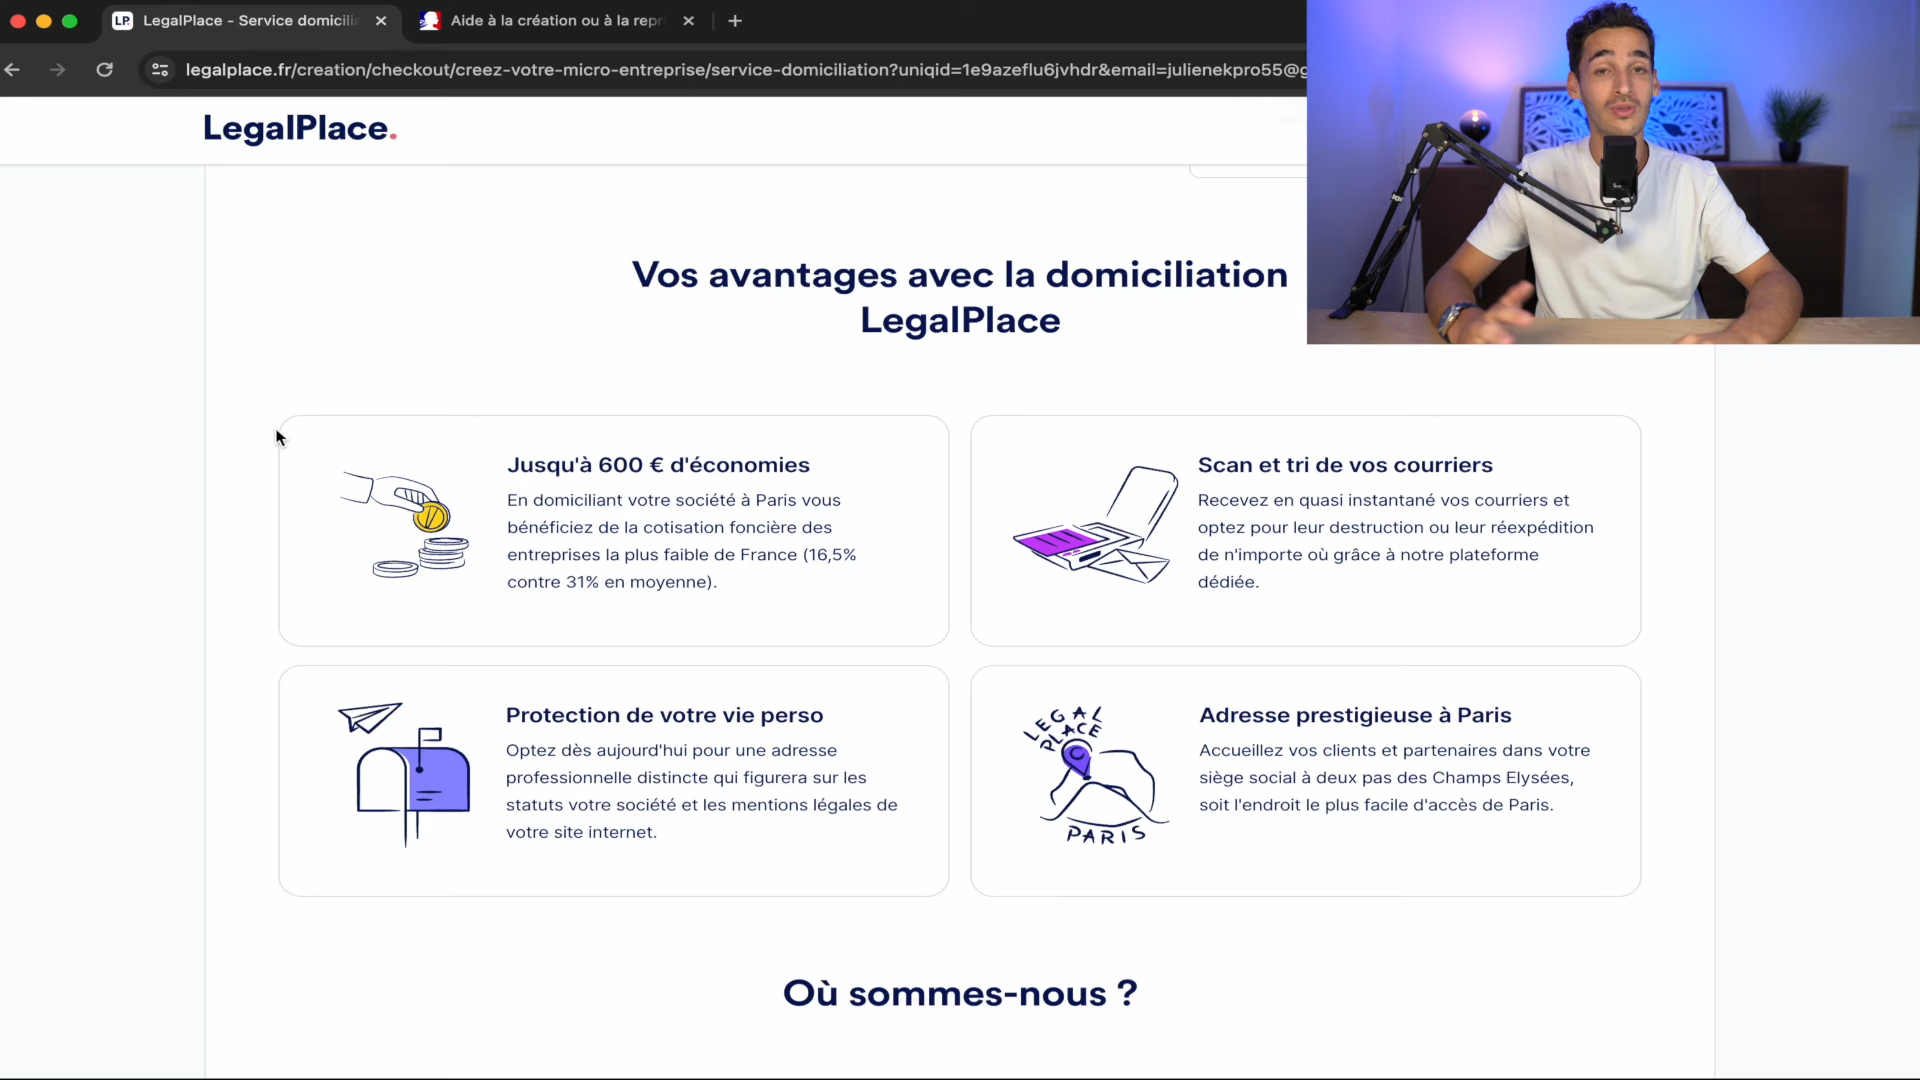 LP. LegalPlace - Service domicili
Aide à la création ou à la repr
legalplace.fr/creation/checkout/creez-votre-micro-entreprise/service-domiciliation?uniqid=1e9azeflu6jvhdr&email=julienekpro55@g
LegalPlace.
Vos avantages avec la domiciliation
LegalPlace
Jusqu'à 600 € d'économies
En domiciliant votre société à Paris vous
bénéficiez de la cotisation foncière des
entreprises la plus faible de France (16,5%
contre 31% en moyenne).
Scan et tri de vos courriers
Recevez en quasi instantané vos courriers et
optez pour leur destruction ou leur réexpédition
de n'importe où grâce à notre plateforme
dédiée.
Protection de votre vie perso
Optez dès aujourd'hui pour une adresse
professionnelle distincte qui figurera sur les
statuts votre société et les mentions légales de
votre site internet.
LEGAL
PLACE
PARIS
Adresse prestigieuse à Paris
Accueillez vos clients et partenaires dans votre
siège social à deux pas des Champs Elysées,
soit l'endroit le plus facile d'accès de Paris.
Où sommes-nous ?